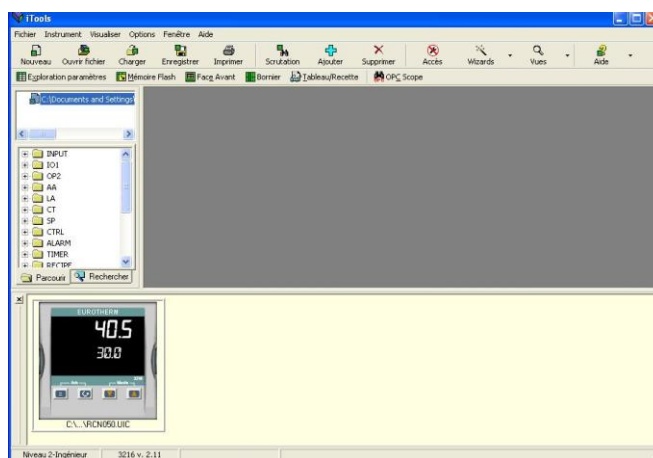 iTools
Fichier Instrument Visualiser Options Fenêtre Aide
Nouveau Ouvrir fichier Charger Enregistrer Imprimer Scrutation Ajouter Supprimer Accès Wizards Vues Aide
Exploration paramètres Mémoire Flash Face Avant Bornier Tableau/Recette OPC Scope
C:\Documents and Settings\
INPUT
IO1
OP2
AA
LA
CT
SP
CTRL
ALARM
TIMER
RECIPE
Parcourir Rechercher
EUROTHERM
40.5
30.0
3216
C:\...\RCN050.UIC
Niveau 2-Ingénieur 3216 v. 2.11